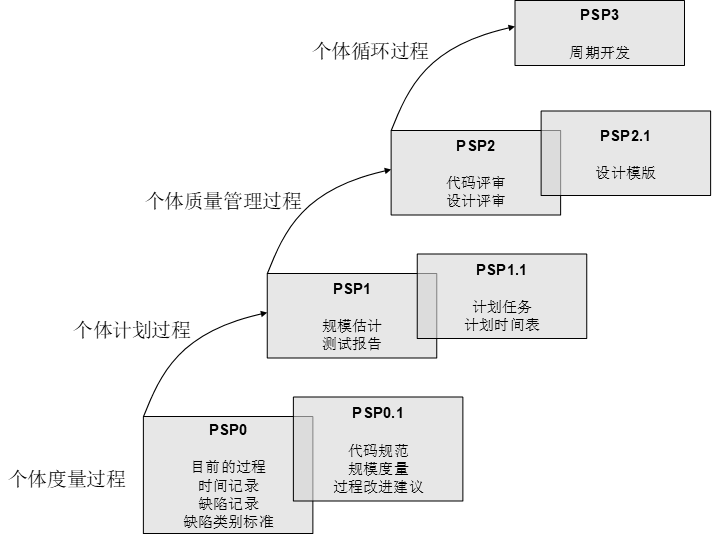 PSP3
周期开发
个体循环过程
PSP2
代码评审
设计评审
PSP2.1
设计模版
个体质量管理过程
PSP1
规模估计
测试报告
PSP1.1
计划任务
计划时间表
个体计划过程
PSP0
目前的过程
时间记录
缺陷记录
缺陷类别标准
PSP0.1
代码规范
规模度量
过程改进建议
个体度量过程